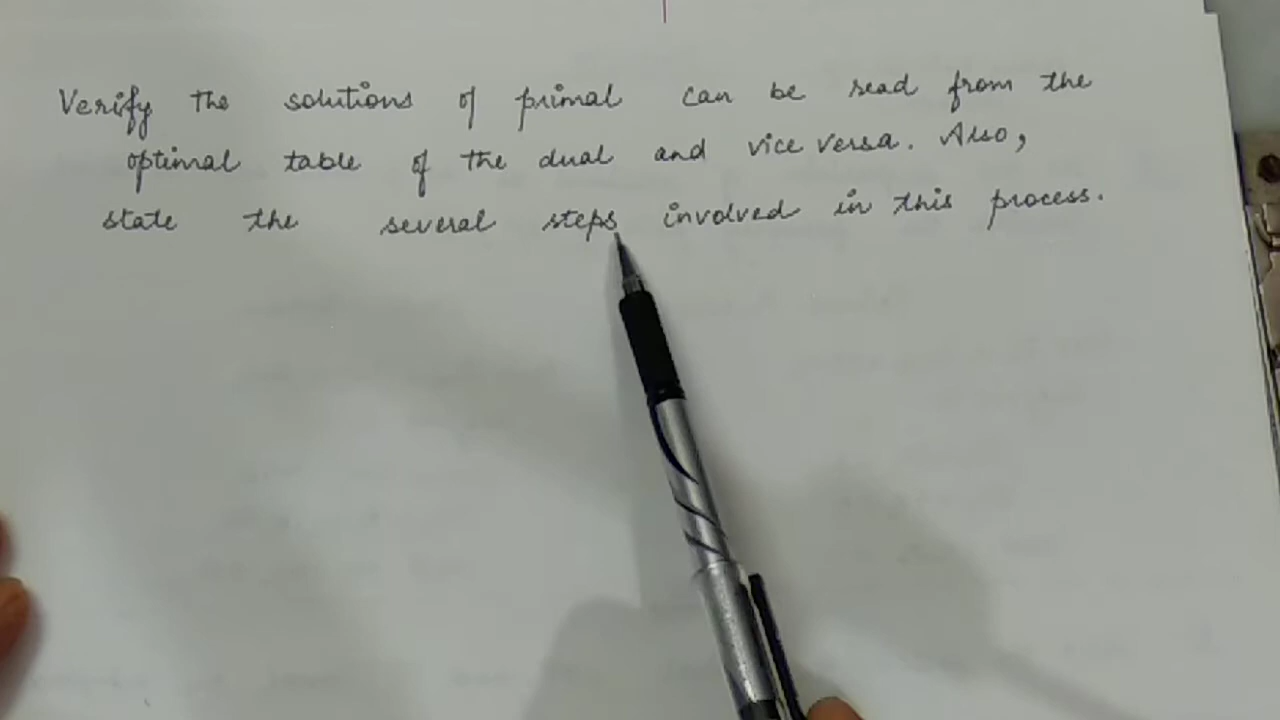 Verify the solutions of primal can be read from the
optimal table of the dual and vice versa. Also,
state the several steps involved in this process.